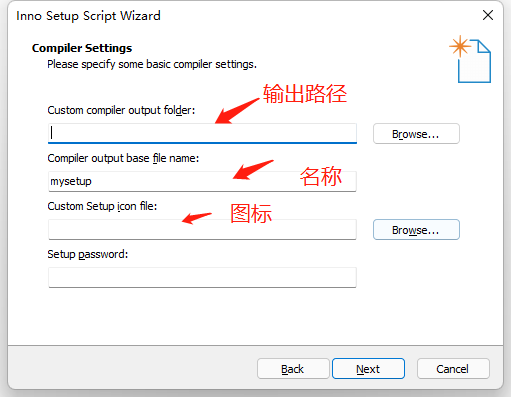 Inno Setup Script Wizard
Compiler Settings
Please specify some basic compiler settings.
Custom compiler output folder:
输出路径
Browse...
Compiler output base file name:
mysetup
名称
Custom Setup icon file:
图标
Browse...
Setup password:
Back
Next
Cancel